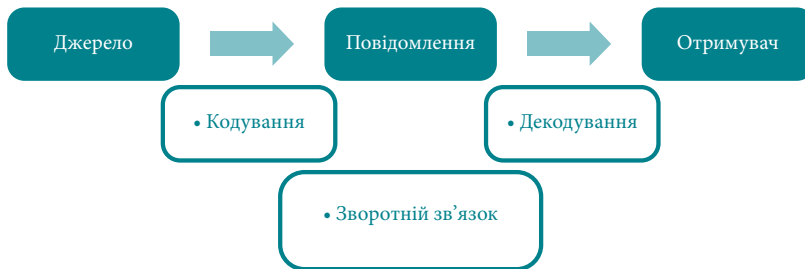 Джерело
Повідомлення
Отримувач
• Кодування
• Декодування
• Зворотній зв’язок